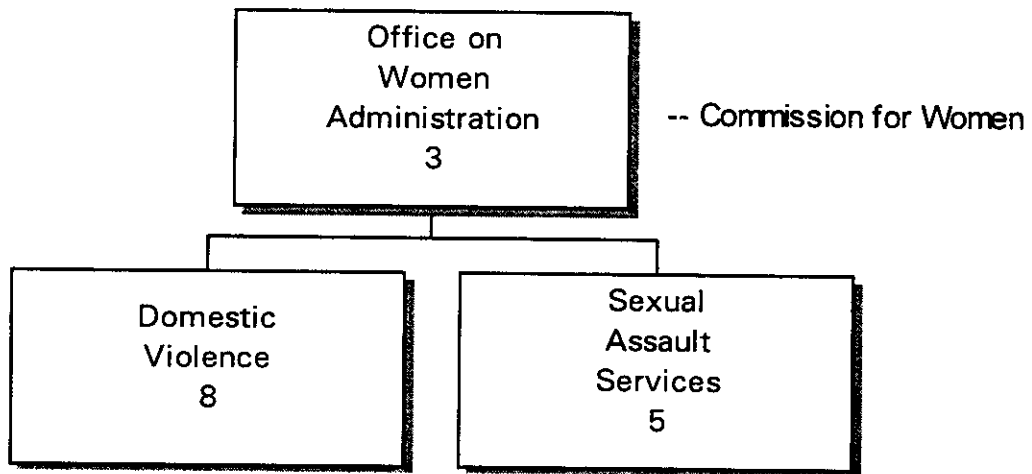 Office on
Women
Administration
3
-- Commission for Women
Domestic
Violence
8
Sexual
Assault
Services
5